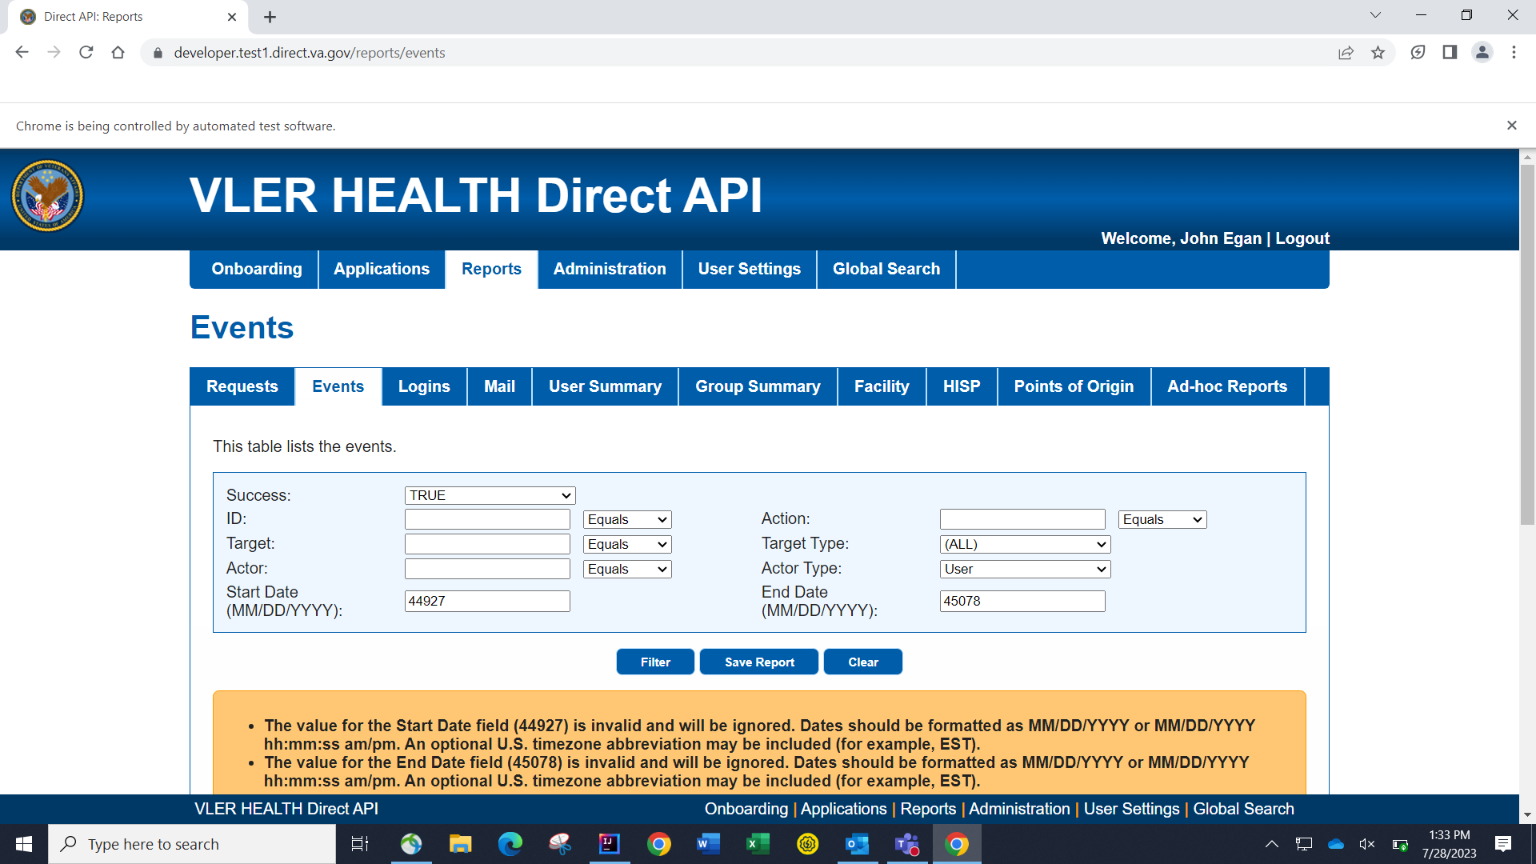 Direct API: Reports
developer.test1.direct.va.gov/reports/events
Chrome is being controlled by automated test software.
VLER HEALTH Direct API
Welcome, John Egan | Logout
Onboarding Applications Reports Administration User Settings Global Search
Events
Requests Events Logins Mail User Summary Group Summary Facility HISP Points of Origin Ad-hoc Reports
This table lists the events.
Success: TRUE
ID: Equals Action: Equals
Target: Equals Target Type: (ALL)
Actor: Equals Actor Type: User
Start Date (MM/DD/YYYY): 44927 End Date (MM/DD/YYYY): 45078
Filter Save Report Clear
• The value for the Start Date field (44927) is invalid and will be ignored. Dates should be formatted as MM/DD/YYYY or MM/DD/YYYY
hh:mm:ss am/pm. An optional U.S. timezone abbreviation may be included (for example, EST).
• The value for the End Date field (45078) is invalid and will be ignored. Dates should be formatted as MM/DD/YYYY or MM/DD/YYYY
hh:mm:ss am/pm. An optional U.S. timezone abbreviation may be included (for example, EST).
VLER HEALTH Direct API Onboarding | Applications | Reports | Administration | User Settings | Global Search
Type here to search
1:33 PM
7/28/2023